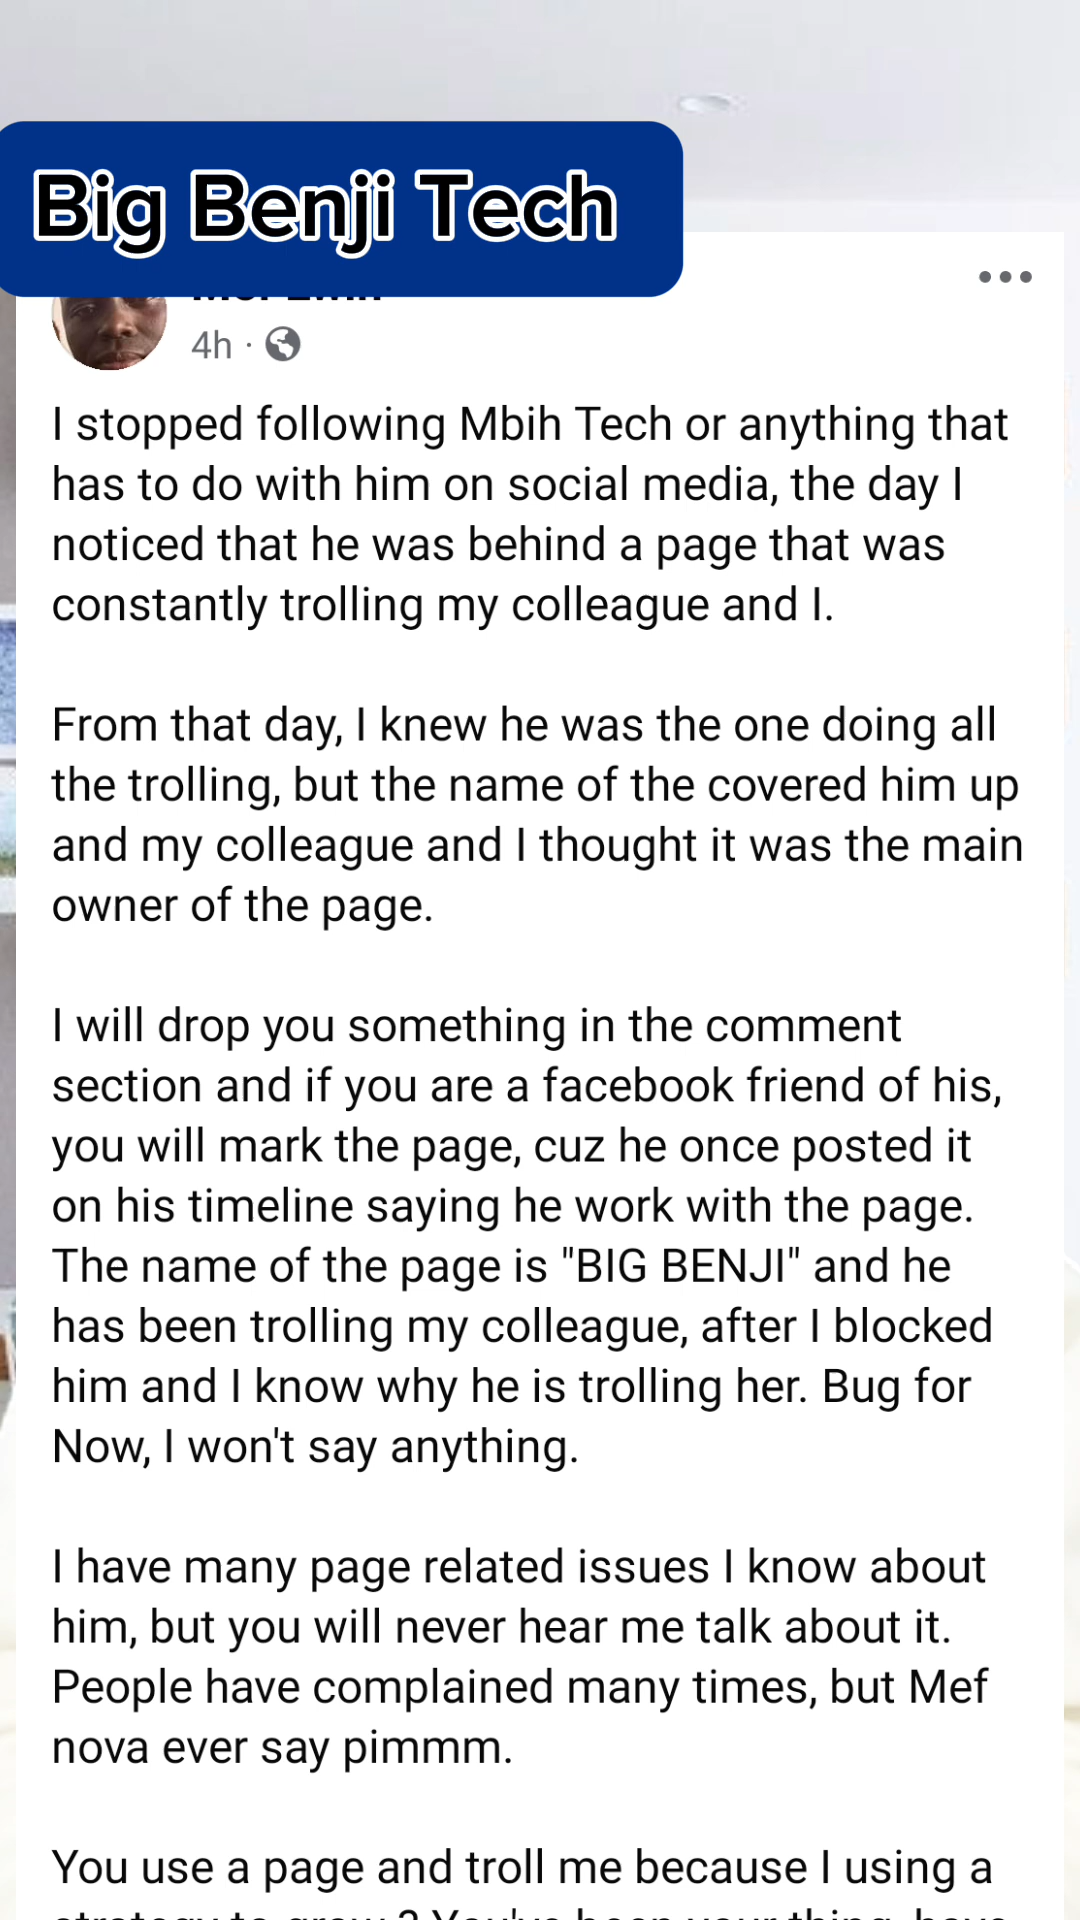 Big Benji Tech
4h
I stopped following Mbih Tech or anything that
has to do with him on social media, the day I
noticed that he was behind a page that was
constantly trolling my colleague and I.
From that day, I knew he was the one doing all
the trolling, but the name of the covered him up
and my colleague and I thought it was the main
owner of the page.
I will drop you something in the comment
section and if you are a facebook friend of his,
you will mark the page, cuz he once posted it
on his timeline saying he work with the page.
The name of the page is "BIG BENJI" and he
has been trolling my colleague, after I blocked
him and I know why he is trolling her. Bug for
Now, I won't say anything.
I have many page related issues I know about
him, but you will never hear me talk about it.
People have complained many times, but Mef
nova ever say pimmm.
You use a page and troll me because I using a